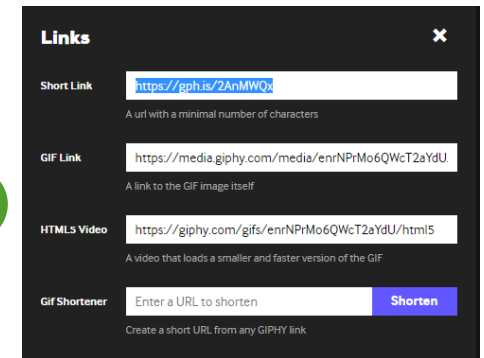 Links
Short Link https://gph.is/2AnMWQx
A url with a minimal number of characters
GIF Link https://media.giphy.com/media/enrNPrMo6QWcT2aYdU.
A link to the GIF image itself
HTML5 Video https://giphy.com/gifs/enrNPrMo6QWcT2aYdU/html5
A video that loads a smaller and faster version of the GIF
Gif Shortener Enter a URL to shorten Shorten
Create a short URL from any GIPHY link